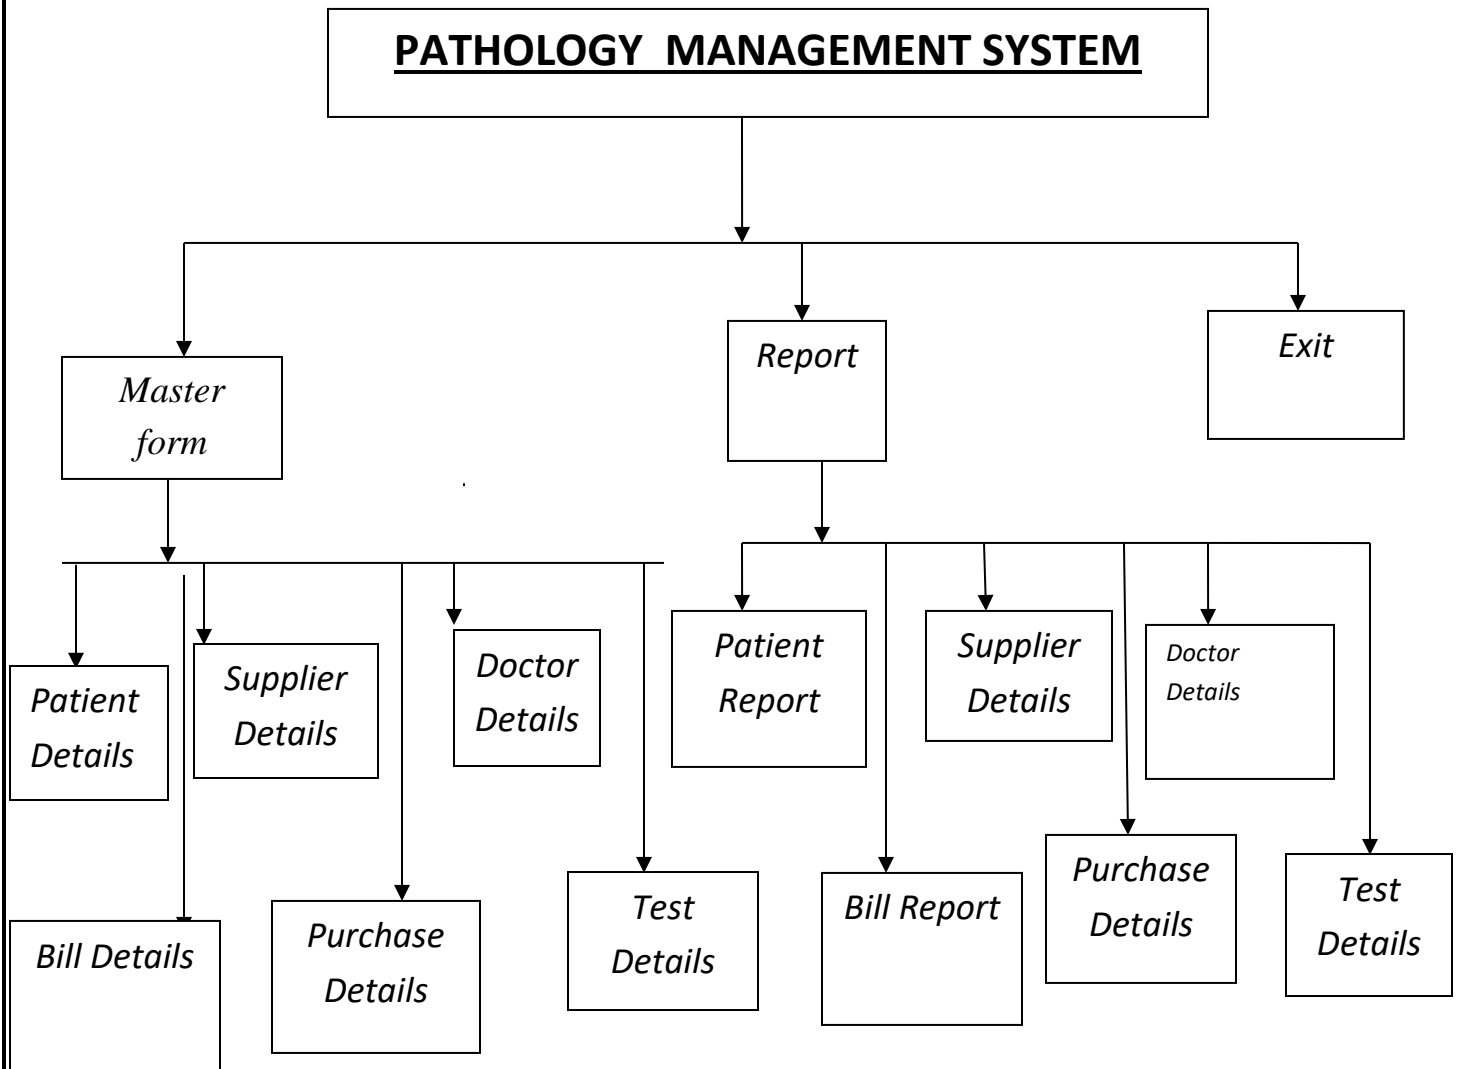 PATHOLOGY MANAGEMENT SYSTEM
Master
form
Report
Exit
Patient
Details
Supplier
Details
Doctor
Details
Patient
Report
Supplier
Details
Doctor
Details
Bill Details
Purchase
Details
Test
Details
Bill Report
Purchase
Details
Test
Details